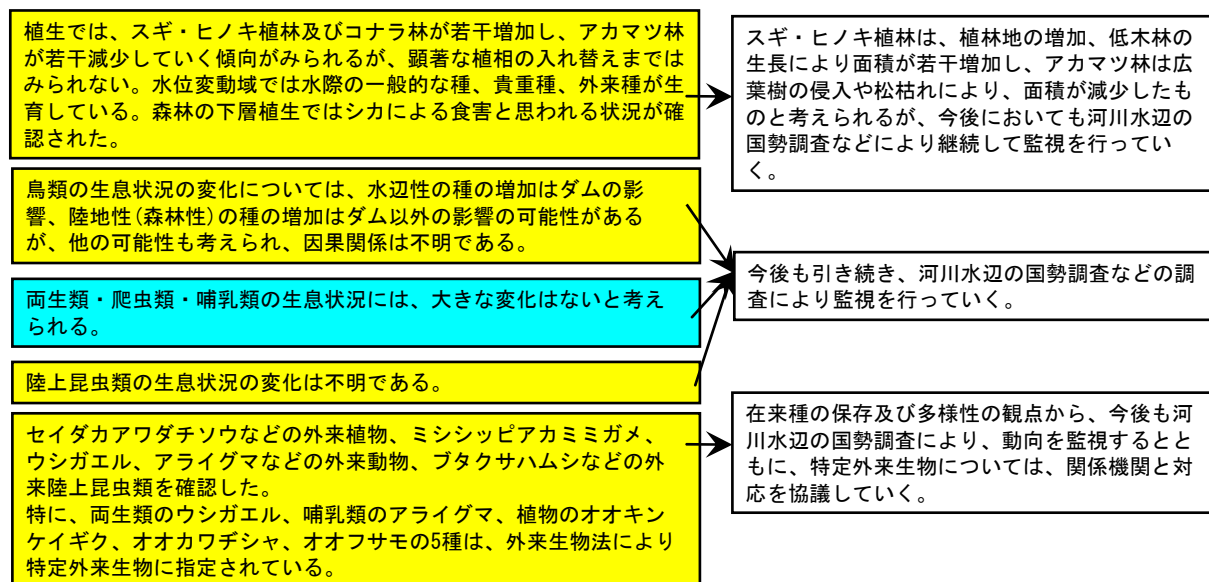 植生では、スギ・ヒノキ植林及びコナラ林が若干増加し、アカマツ林
が若干減少していく傾向がみられるが、顕著な植相の入れ替えまでは
みられない。水位変動域では水際の一般的な種、貴重種、外来種が生
育している。森林の下層植生ではシカによる食害と思われる状況が確
認された。
スギ・ヒノキ植林は、植林地の増加、低木林の
生長により面積が若干増加し、アカマツ林は広
葉樹の侵入や松枯れにより、面積が減少したも
のと考えられるが、今後においても河川水辺の
国勢調査などにより継続して監視を行ってい
く。
鳥類の生息状況の変化については、水辺性の種の増加はダムの影
響、陸地性(森林性)の種の増加はダム以外の影響の可能性がある
が、他の可能性も考えられ、因果関係は不明である。
両生類・爬虫類・哺乳類の生息状況には、大きな変化はないと考え
られる。
陸上昆虫類の生息状況の変化は不明である。
今後も引き続き、河川水辺の国勢調査などの調
査により監視を行っていく。
セイダカアワダチソウなどの外来植物、ミシシッピアカミミガメ、
ウシガエル、アライグマなどの外来動物、ブタクサハムシなどの外
来陸上昆虫類を確認した。
特に、両生類のウシガエル、哺乳類のアライグマ、植物のオオキン
ケイギク、オオカワヂシャ、オオフサモの5種は、外来生物法により
特定外来生物に指定されている。
在来種の保存及び多様性の観点から、今後も河
川水辺の国勢調査により、動向を監視するとと
もに、特定外来生物については、関係機関と対
応を協議していく。